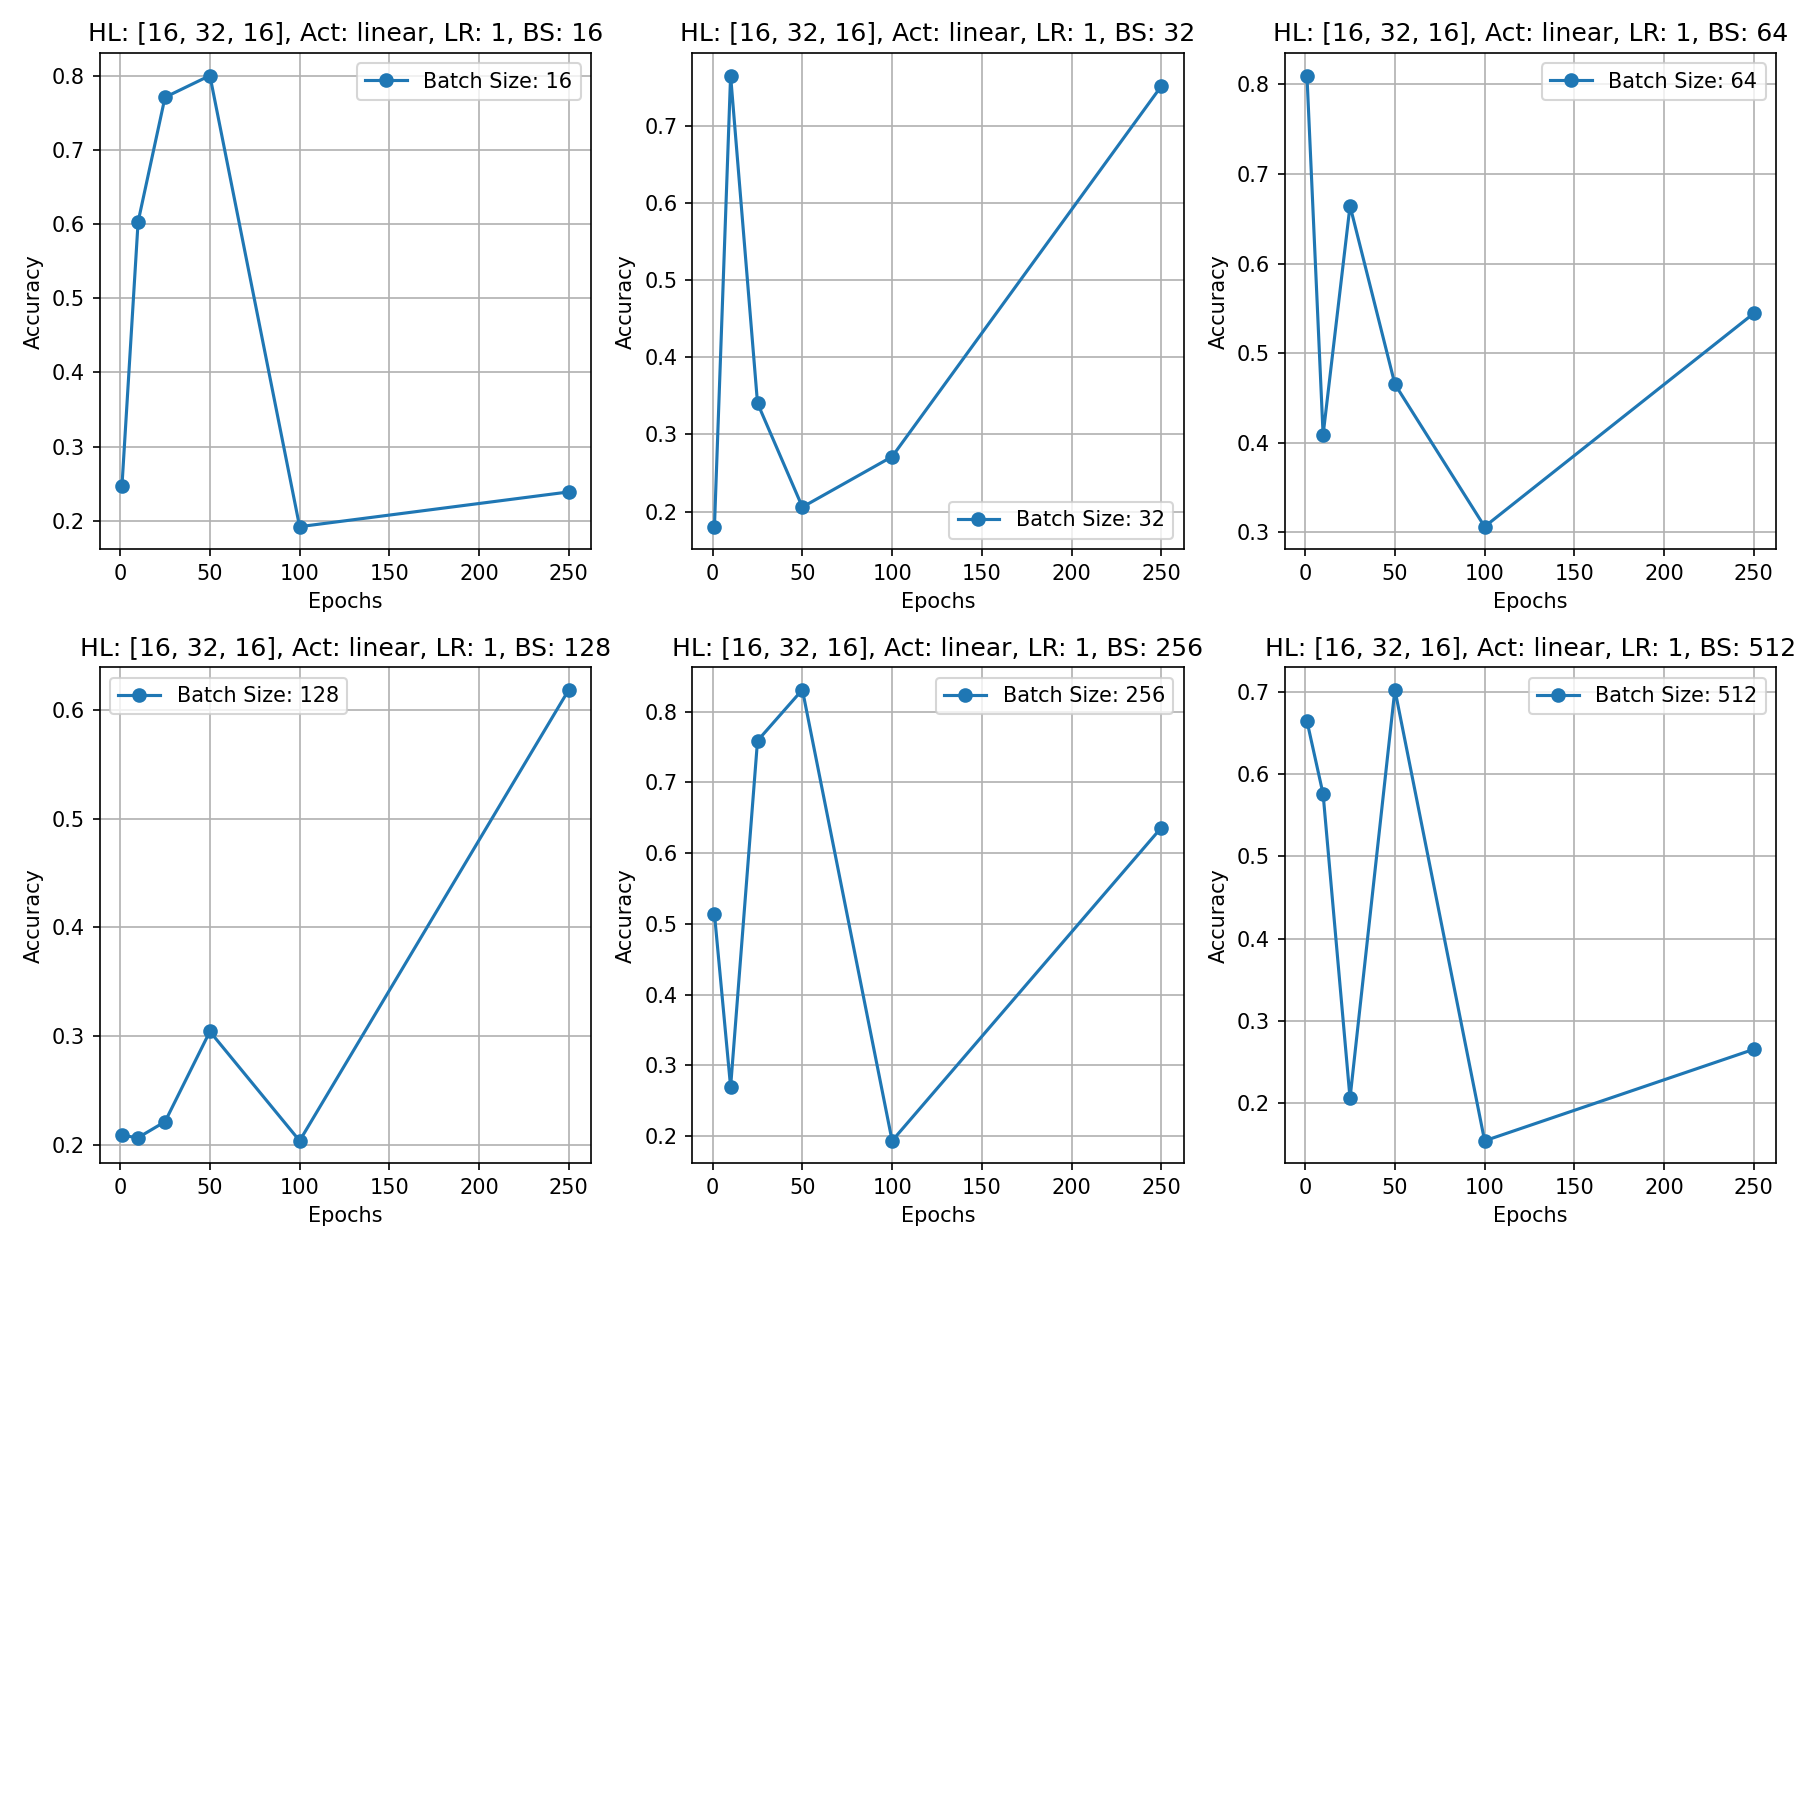 HL: [16, 32, 16], Act: linear, LR: 1, BS: 16
Batch Size: 16
Accuracy
0.8
0.7
0.6
0.5
0.4
0.3
0.2
0 50 100 150 200 250
Epochs
HL: [16, 32, 16], Act: linear, LR: 1, BS: 32
Accuracy
0.7
0.6
0.5
0.4
0.3
0.2
Batch Size: 32
0 50 100 150 200 250
Epochs
HL: [16, 32, 16], Act: linear, LR: 1, BS: 64
Batch Size: 64
Accuracy
0.8
0.7
0.6
0.5
0.4
0.3
0 50 100 150 200 250
Epochs
HL: [16, 32, 16], Act: linear, LR: 1, BS: 128
Batch Size: 128
Accuracy
0.6
0.5
0.4
0.3
0.2
0 50 100 150 200 250
Epochs
HL: [16, 32, 16], Act: linear, LR: 1, BS: 256
Batch Size: 256
Accuracy
0.8
0.7
0.6
0.5
0.4
0.3
0.2
0 50 100 150 200 250
Epochs
HL: [16, 32, 16], Act: linear, LR: 1, BS: 512
Batch Size: 512
Accuracy
0.7
0.6
0.5
0.4
0.3
0.2
0 50 100 150 200 250
Epochs